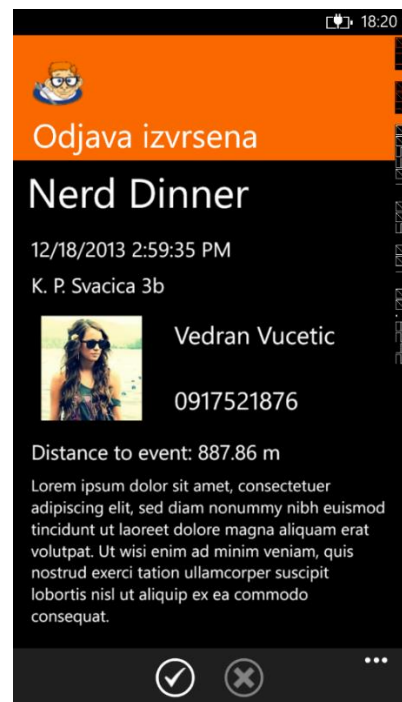 18:20
Odjava izvrsena
Nerd Dinner
12/18/2013 2:59:35 PM
K. P. Svacica 3b
Vedran Vucetic
0917521876
Distance to event: 887.86 m
Lorem ipsum dolor sit amet, consectetuer
adipiscing elit, sed diam nonummy nibh euismod
tincidunt ut laoreet dolore magna aliquam erat
volutpat. Ut wisi enim ad minim veniam, quis
nostrud exerci tation ullamcorper suscipit
lobortis nisl ut aliquip ex ea commodo
consequat.